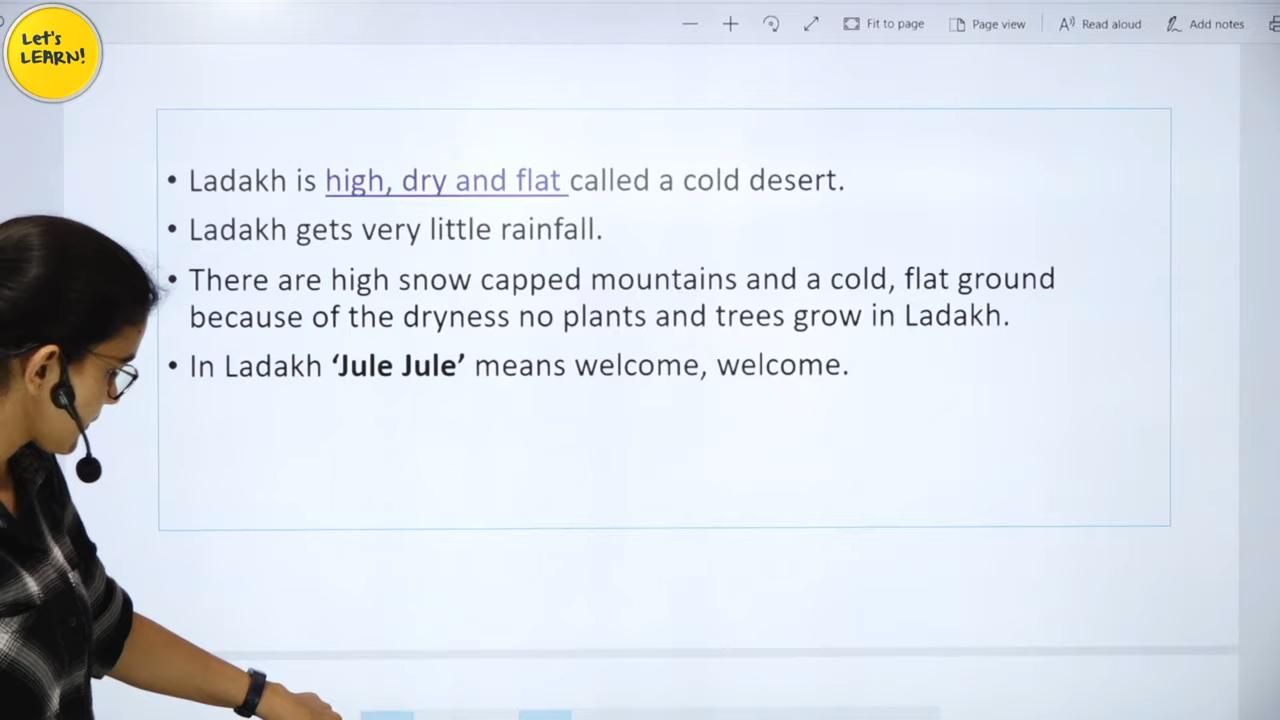 Let's
LEARN!
Fit to page
Page view
Read aloud
Add notes
• Ladakh is high, dry and flat called a cold desert.
• Ladakh gets very little rainfall.
• There are high snow capped mountains and a cold, flat ground
because of the dryness no plants and trees grow in Ladakh.
• In Ladakh ‘Jule Jule’ means welcome, welcome.